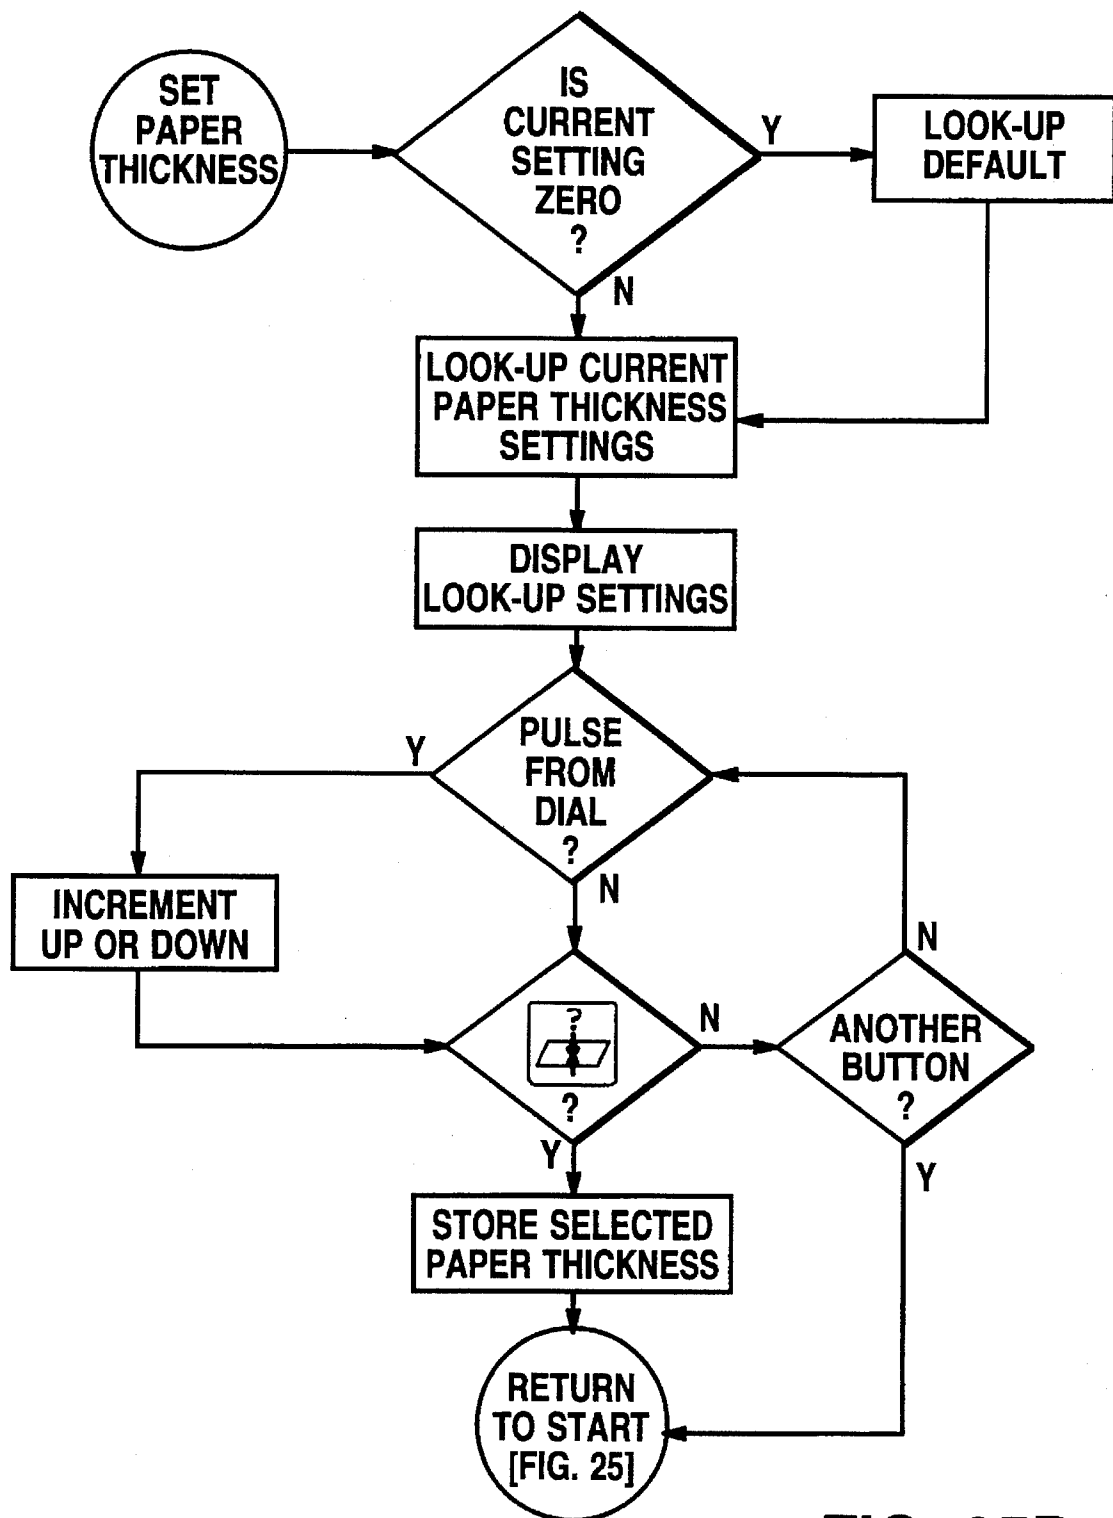 SET
PAPER
THICKNESS
IS
CURRENT
SETTING
ZERO
?
Y
LOOK-UP
DEFAULT
N
LOOK-UP CURRENT
PAPER THICKNESS
SETTINGS
DISPLAY
LOOK-UP SETTINGS
PULSE
FROM
DIAL
?
Y
N
INCREMENT
UP OR DOWN
?
?
N
Y
ANOTHER
BUTTON
?
N
Y
STORE SELECTED
PAPER THICKNESS
RETURN
TO START
[FIG. 25]